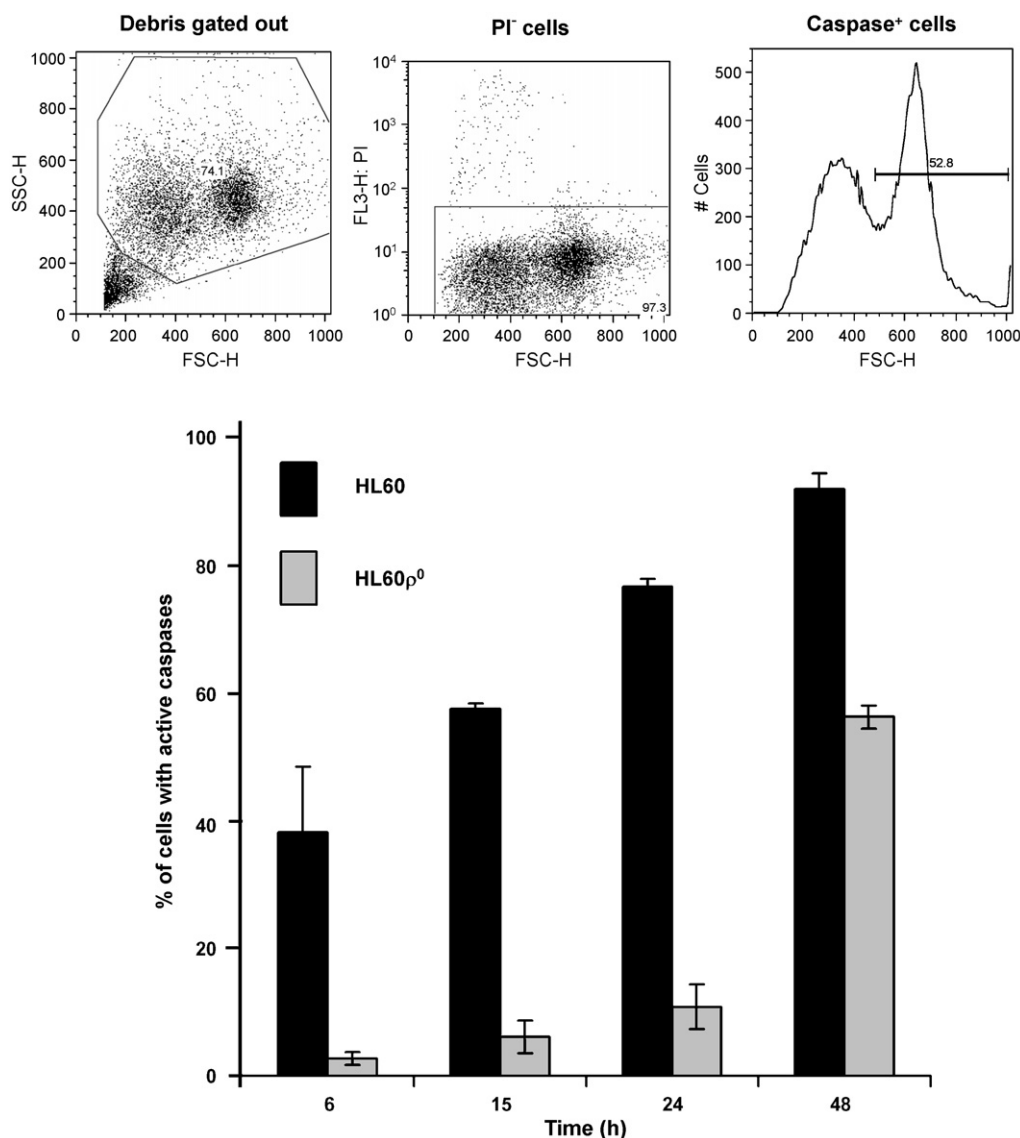 Debris gated out
PI⁻ cells
Caspase⁺ cells
1000
800
600
400
200
0
SSC-H
74.1
0 200 400 600 800 1000
FSC-H
10⁴
10³
10²
10¹
10⁰
FL3-H: PI
97.3
0 200 400 600 800 1000
FSC-H
500
400
300
200
100
0
# Cells
52.8
0 200 400 600 800 1000
FSC-H
100
80
60
40
20
0
% of cells with active caspases
HL60
HL60ρ⁰
6 15 24 48
Time (h)